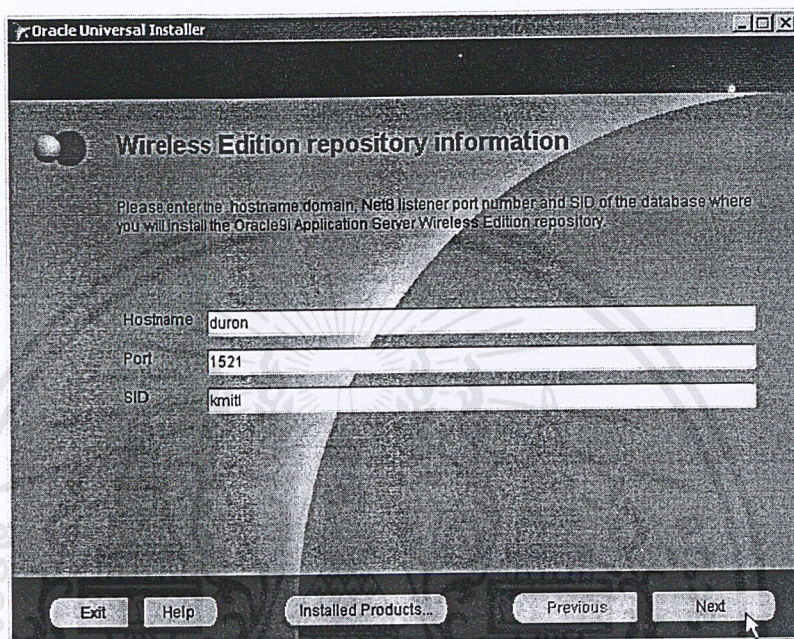 Oracle Universal Installer
Wireless Edition repository information
Please enter the hostname domain, Net8 listener port number and SID of the database where
you will install the Oracle9i Application Server Wireless Edition repository.
Hostname duron
Port 1521
SID kmitl
Exit Help Installed Products... Previous Next